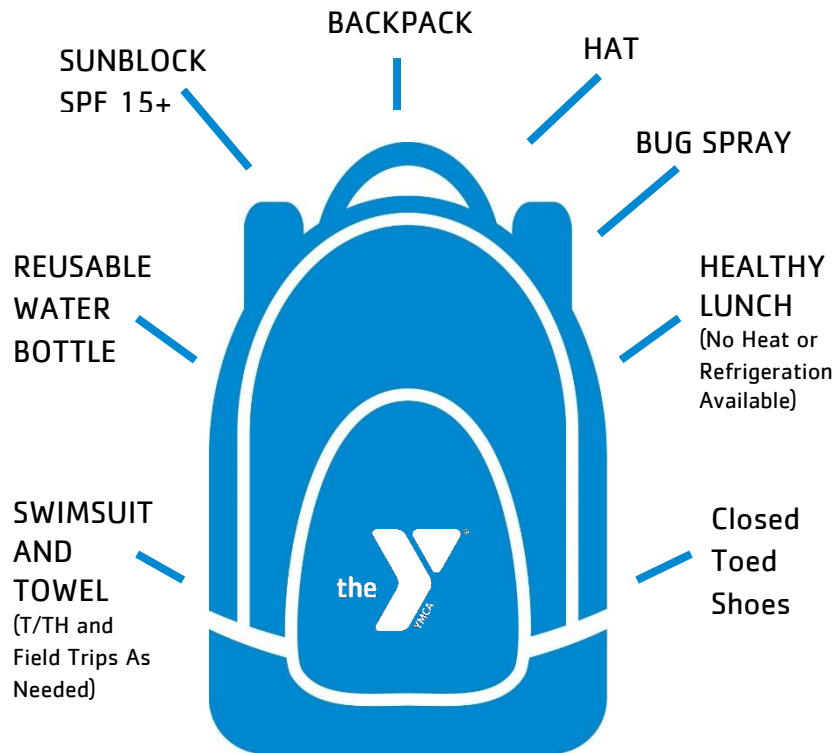 BACKPACK
HAT
SUNBLOCK
SPF 15+
BUG SPRAY
REUSABLE
WATER
BOTTLE
HEALTHY
LUNCH
(No Heat or
Refrigeration
Available)
SWIMSUIT
AND
TOWEL
(T/TH and
Field Trips As
Needed)
Closed
Toed
Shoes
the Y®
YMCA